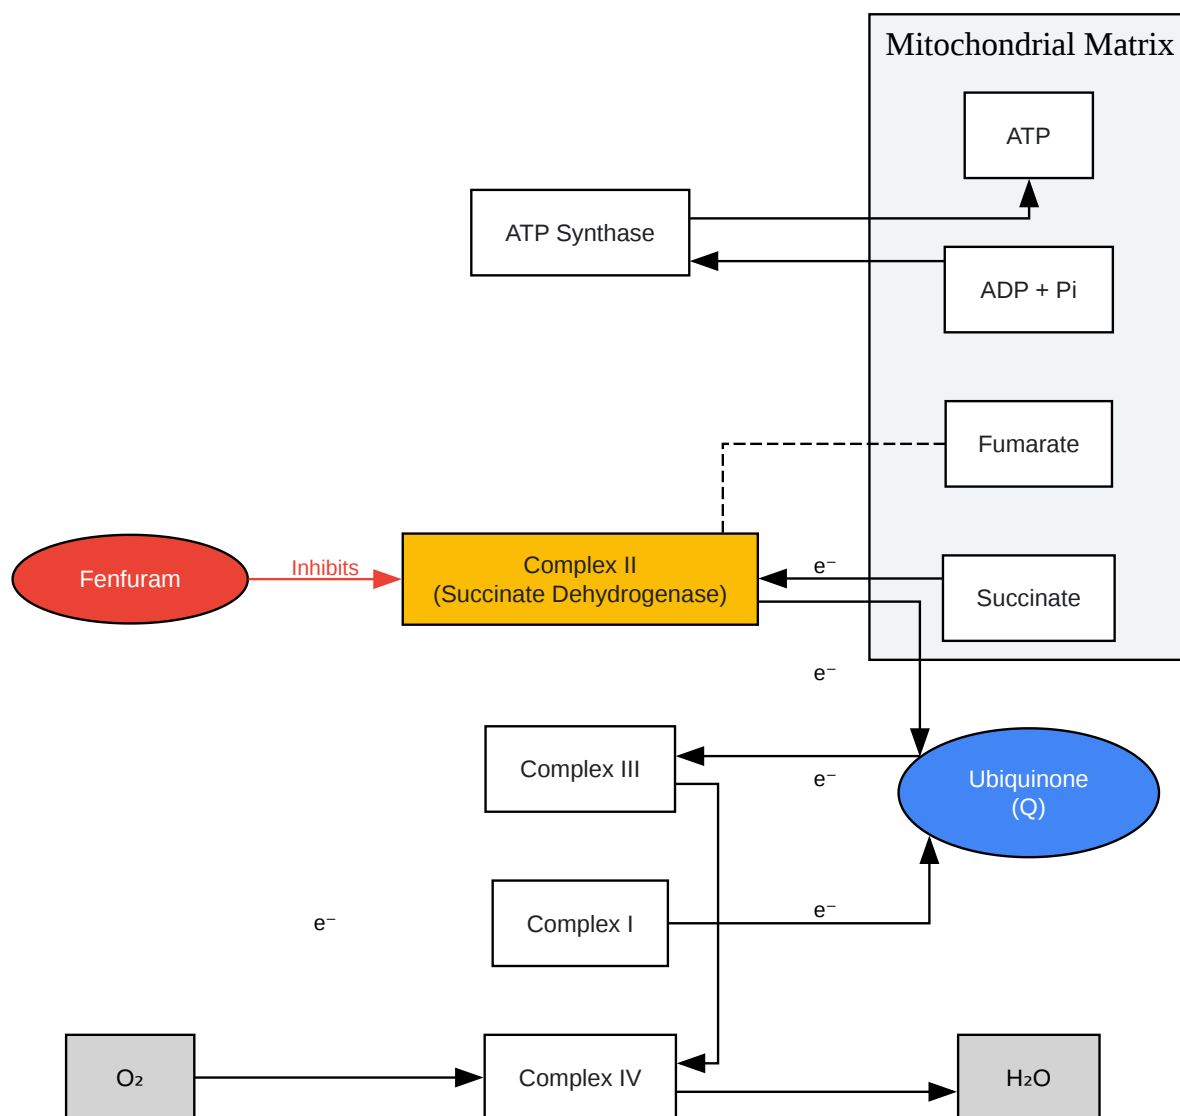 Mitochondrial Matrix
ATP
ATP Synthase
ADP + Pi
Fumarate
Fenfuram
Inhibits
Complex II
(Succinate Dehydrogenase)
e⁻
Succinate
e⁻
Complex III
e⁻
Ubiquinone
(Q)
e⁻
Complex I
e⁻
O₂
Complex IV
H₂O